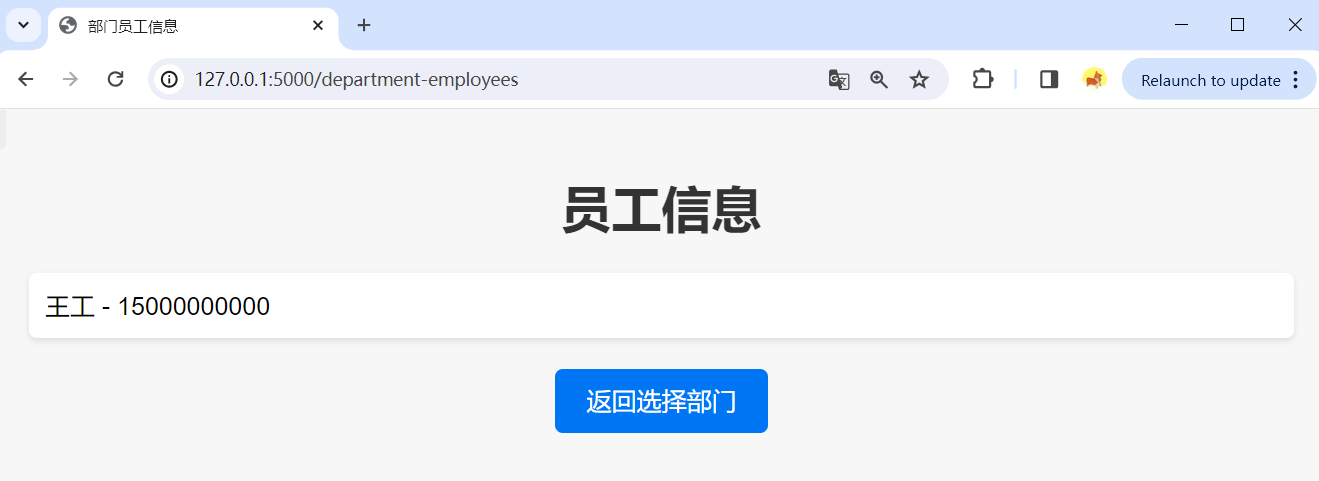 部门员工信息
127.0.0.1:5000/department-employees
Relaunch to update
员工信息
王工 - 15000000000
返回选择部门